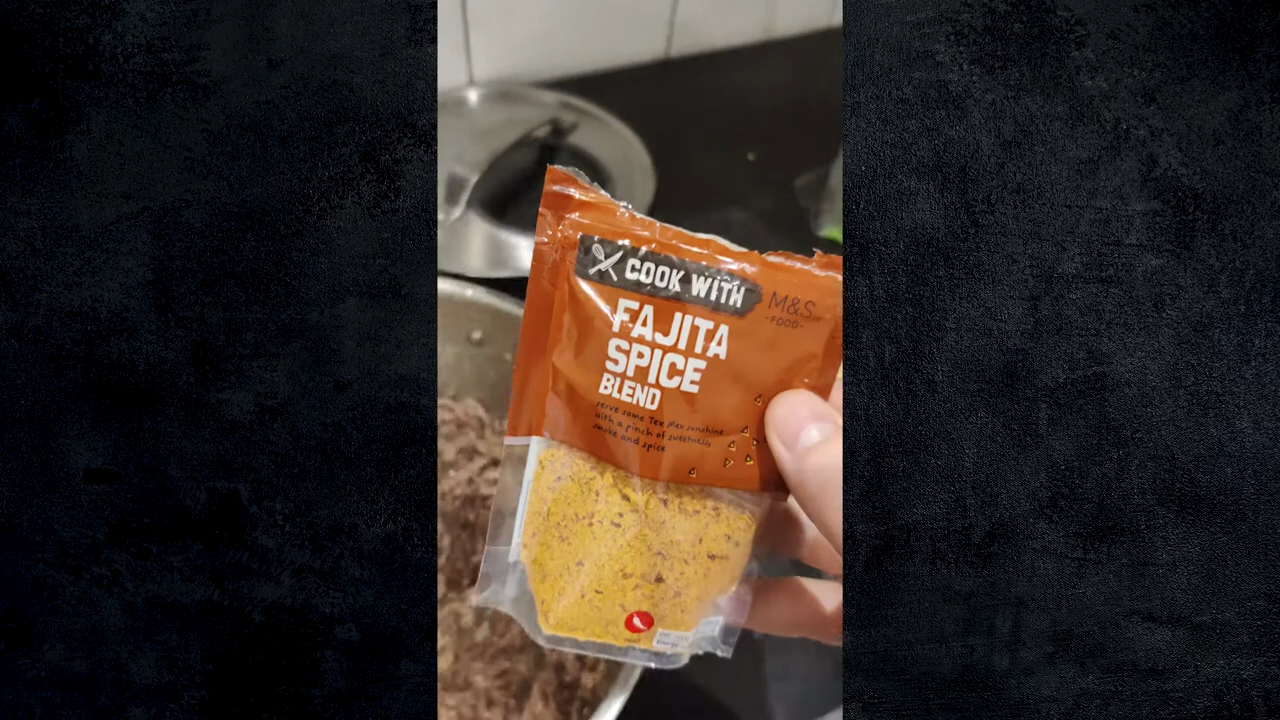 COOK WITH
M&S
-FOOD-
FAJITA
SPICE
BLEND
serve some Tex Mex sunshine
with a pinch of sweetness,
smoke and spice